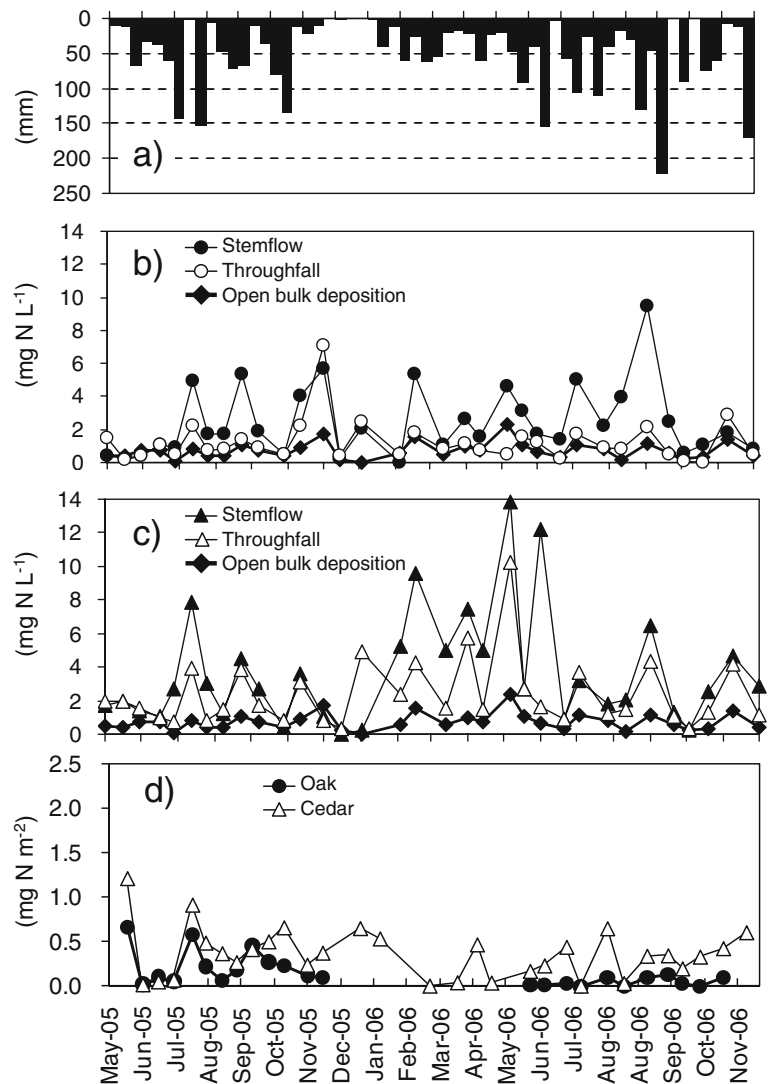 0
50
100
150
200
250
(mm)
a)
14
12
10
8
6
4
2
0
(mg N L-1)
b)
Stemflow
Throughfall
Open bulk deposition
14
12
10
8
6
4
2
0
(mg N L-1)
c)
Stemflow
Throughfall
Open bulk deposition
2.5
2.0
1.5
1.0
0.5
0.0
(mg N m-2)
d)
Oak
Cedar
May-05
Jun-05
Jul-05
Aug-05
Sep-05
Oct-05
Nov-05
Dec-05
Jan-06
Feb-06
Mar-06
Apr-06
May-06
Jun-06
Jul-06
Aug-06
Sep-06
Oct-06
Nov-06